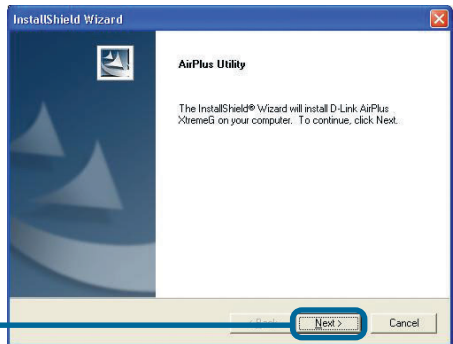 InstallShield Wizard
AirPlus Utility
The InstallShield® Wizard will install D-Link AirPlus
XtremeG on your computer. To continue, click Next.
< Back Next > Cancel